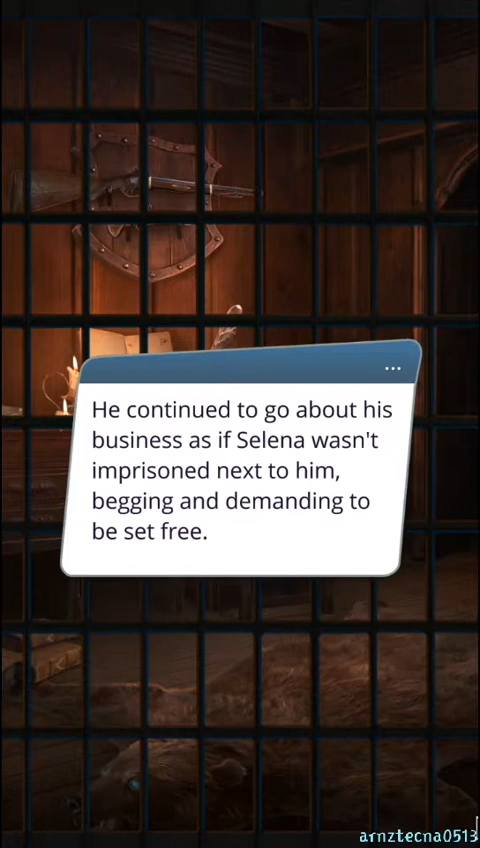 ...
He continued to go about his
business as if Selena wasn't
imprisoned next to him,
begging and demanding to
be set free.
arnztecna0513